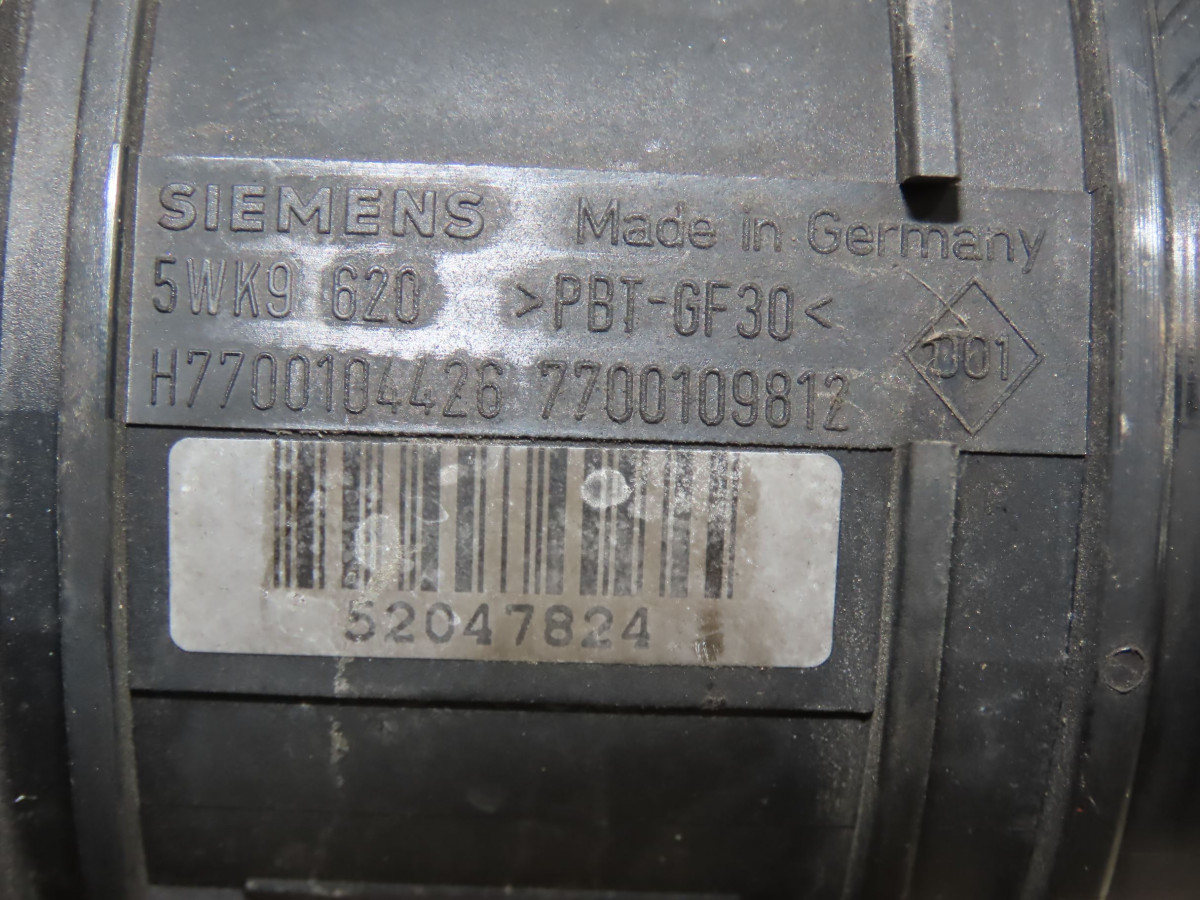 SIEMENS Made in Germany
5WK9 620 >PBT-GF30<
H7700104426 7700109812
001
52047824